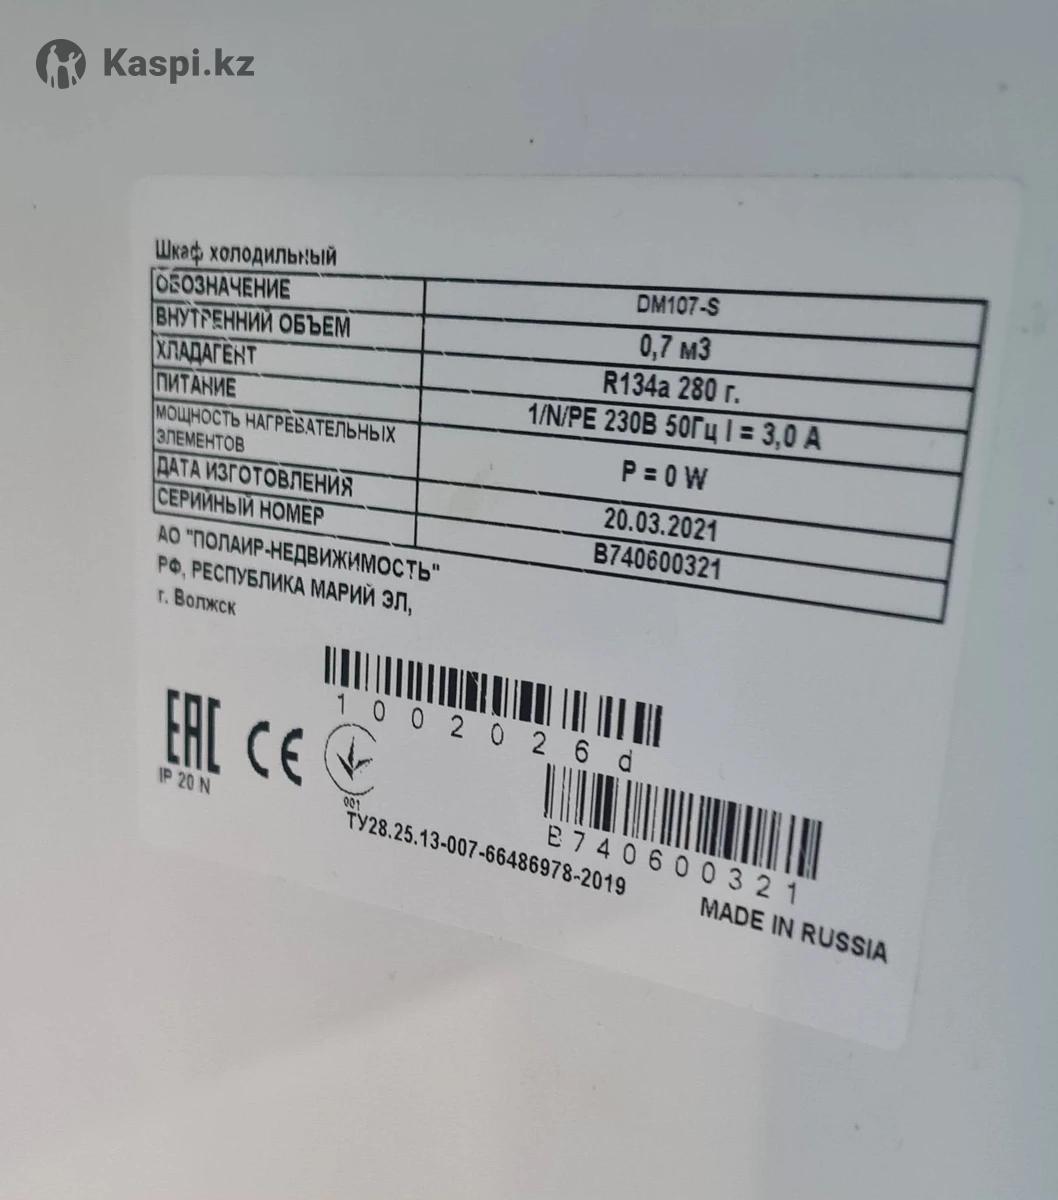 Kaspi.kz
Шкаф холодильный
ОБОЗНАЧЕНИЕ DM107-S
ВНУТРЕННИЙ ОБЪЕМ 0,7 м3
ХЛАДАГЕНТ R134a 280 г.
ПИТАНИЕ 1/N/PE 230В 50Гц I = 3,0 А
МОЩНОСТЬ НАГРЕВАТЕЛЬНЫХ
ЭЛЕМЕНТОВ P = 0 W
ДАТА ИЗГОТОВЛЕНИЯ 20.03.2021
СЕРИЙНЫЙ НОМЕР B740600321
АО "ПОЛАИР-НЕДВИЖИМОСТЬ"
РФ, РЕСПУБЛИКА МАРИЙ ЭЛ,
г. Волжск
1002026d
EAC CE
IP 20 N
001
B740600321
ТУ28.25.13-007-66486978-2019
MADE IN RUSSIA